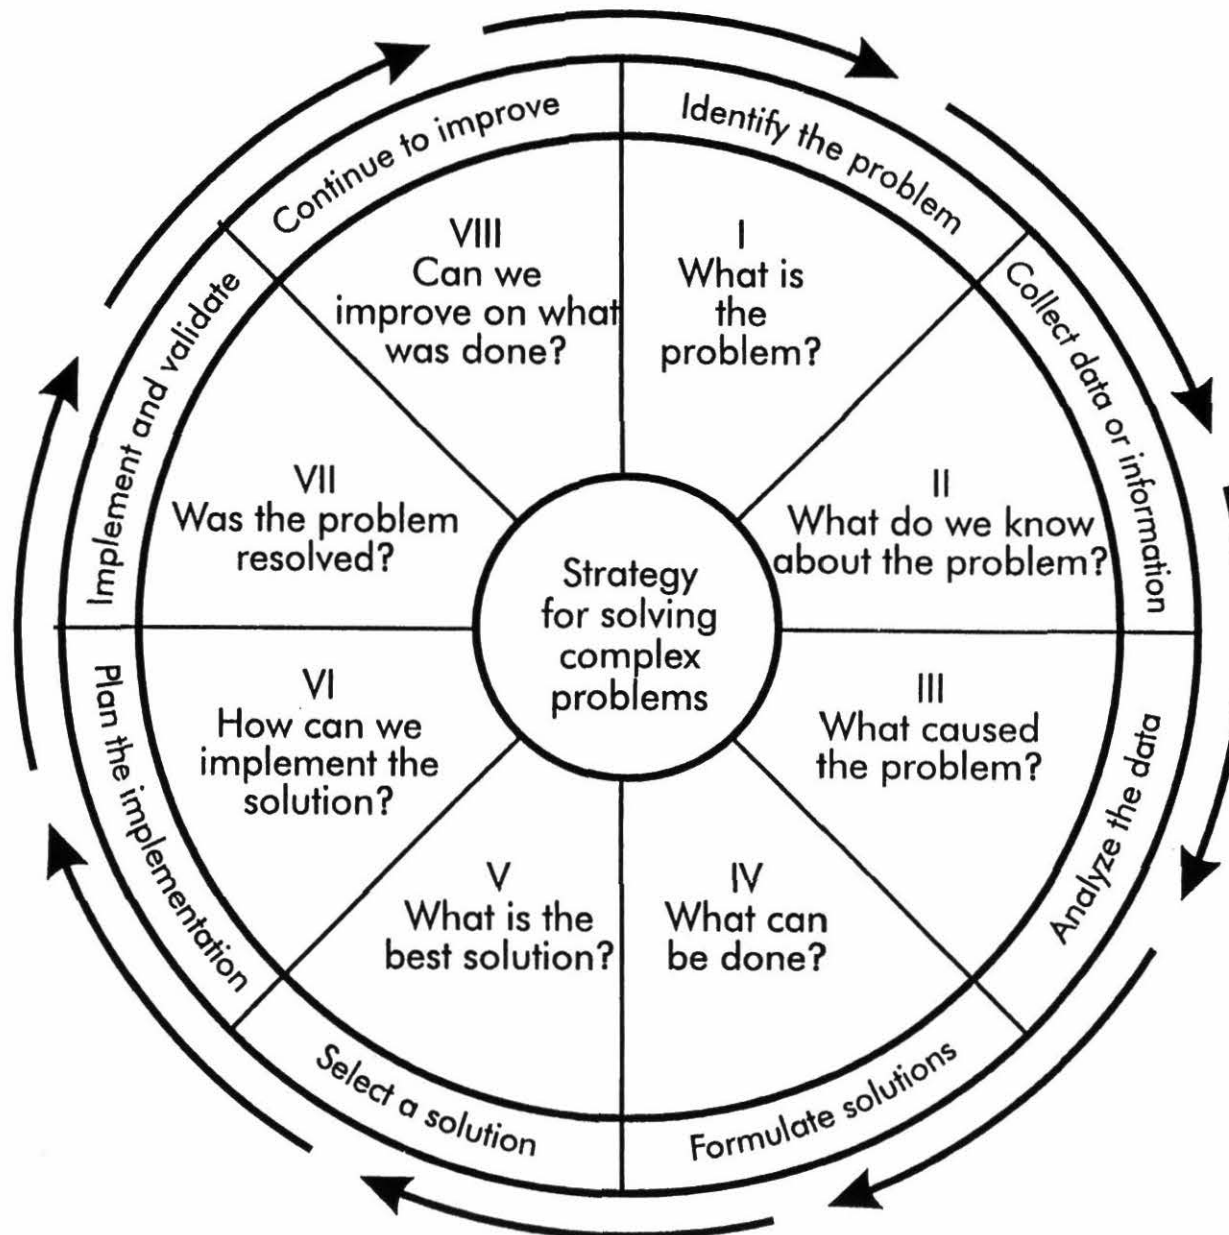 Strategy
for solving
complex
problems
Identify the problem
I
What is
the
problem?
Collect data or information
II
What do we know
about the problem?
Analyze the data
III
What caused
the problem?
Formulate solutions
IV
What can
be done?
Select a solution
V
What is the
best solution?
Plan the implementation
VI
How can we
implement the
solution?
Implement and validate
VII
Was the problem
resolved?
Continue to improve
VIII
Can we
improve on what
was done?